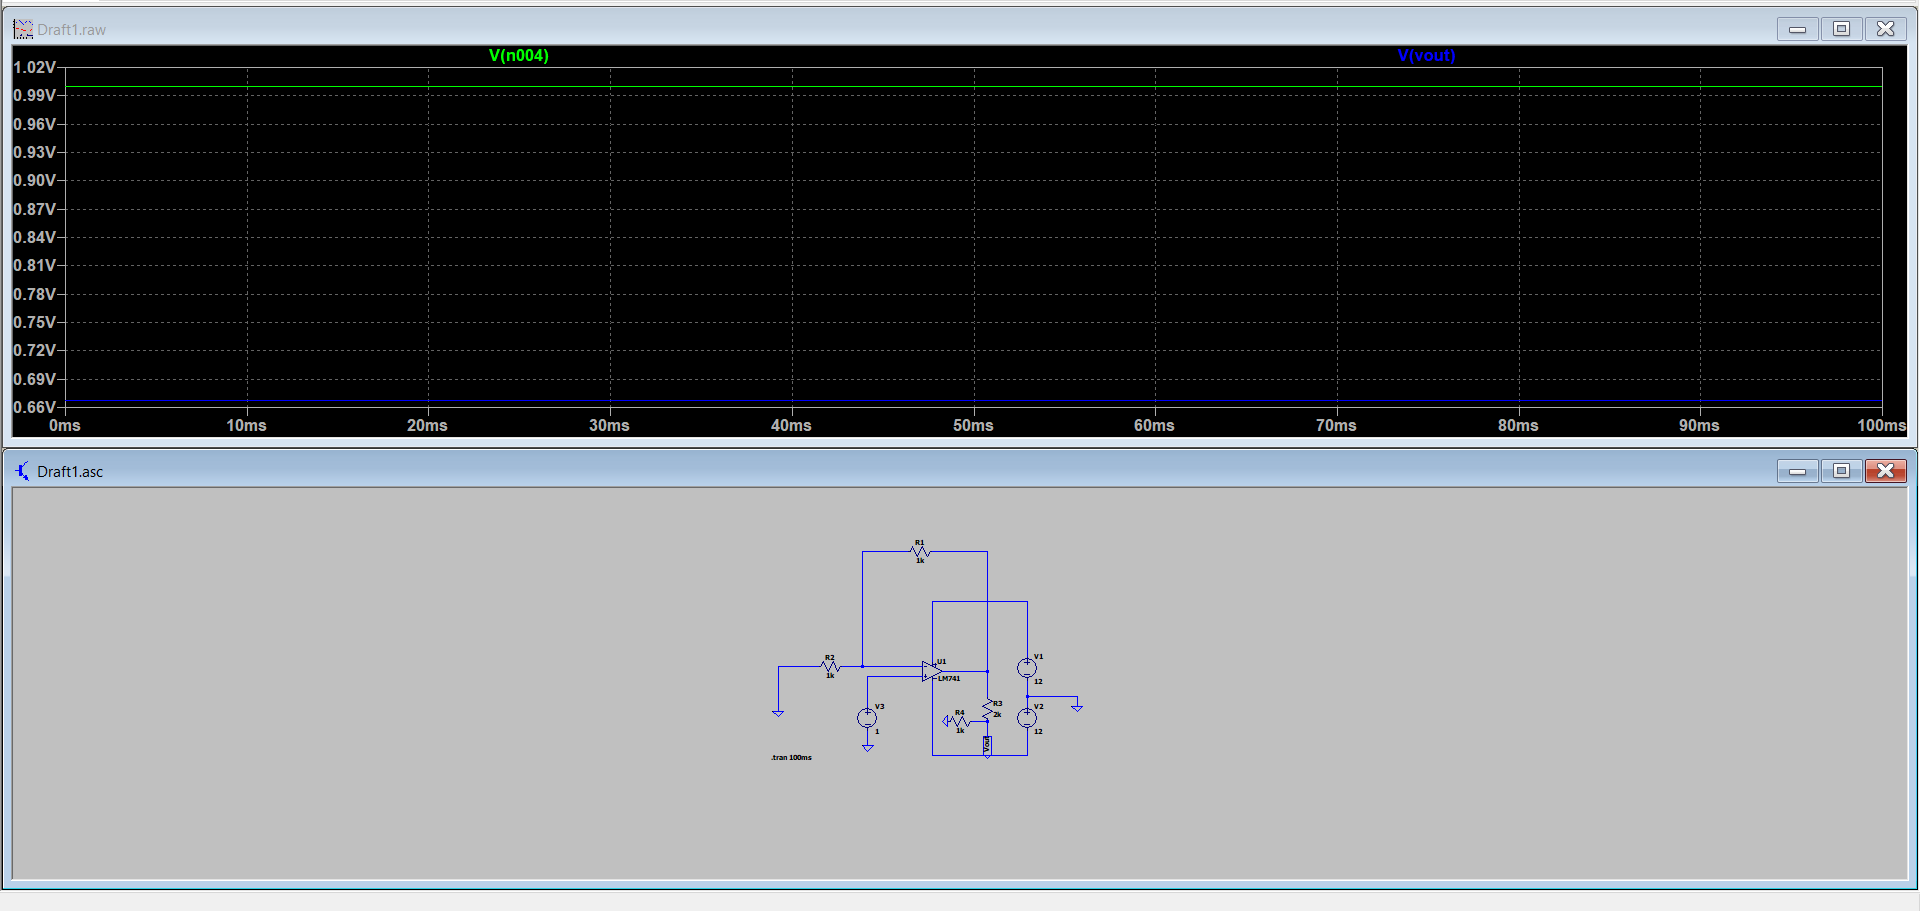 Draft1.raw
V(n004) V(vout)
1.02V
0.99V
0.96V
0.93V
0.90V
0.87V
0.84V
0.81V
0.78V
0.75V
0.72V
0.69V
0.66V
0ms 10ms 20ms 30ms 40ms 50ms 60ms 70ms 80ms 90ms 100ms
Draft1.asc
R1
1k
R2
1k
U1
LM741
V1
12
V3
1
R4
1k
R3
2k
V2
12
Vout
.tran 100ms